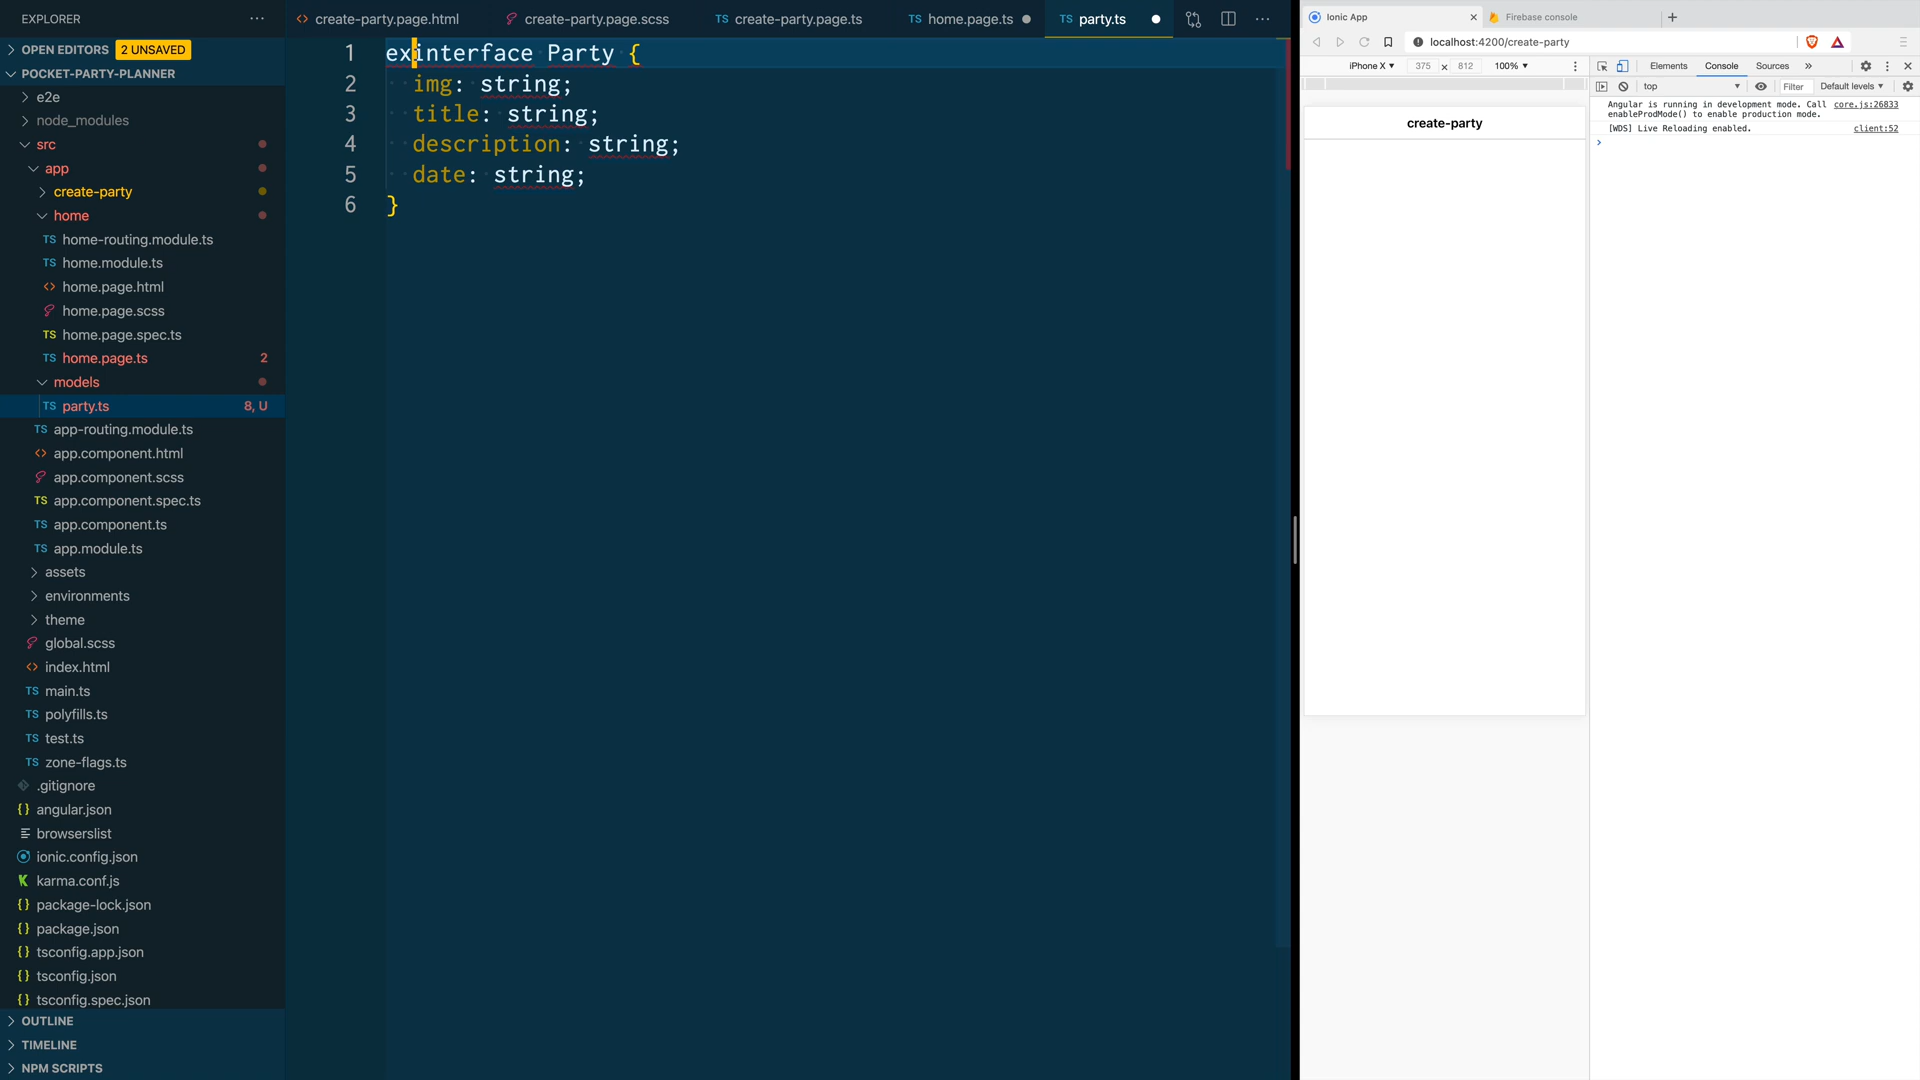 EXPLORER
OPEN EDITORS 2 UNSAVED
POCKET-PARTY-PLANNER
e2e
node_modules
src
app
create-party
home
TS home-routing.module.ts
TS home.module.ts
<> home.page.html
home.page.scss
TS home.page.spec.ts
TS home.page.ts 2
models
TS party.ts 8, U
TS app-routing.module.ts
<> app.component.html
app.component.scss
TS app.component.spec.ts
TS app.component.ts
TS app.module.ts
assets
environments
theme
global.scss
<> index.html
TS main.ts
TS polyfills.ts
TS test.ts
TS zone-flags.ts
.gitignore
{} angular.json
browserslist
ionic.config.json
karma.conf.js
{} package-lock.json
{} package.json
{} tsconfig.app.json
{} tsconfig.json
{} tsconfig.spec.json
OUTLINE
TIMELINE
NPM SCRIPTS
<> create-party.page.html
create-party.page.scss
TS create-party.page.ts
TS home.page.ts
TS party.ts
1 exinterface Party {
2 img: string;
3 title: string;
4 description: string;
5 date: string;
6 }
Ionic App
Firebase console
localhost:4200/create-party
iPhone X 375 x 812 100%
create-party
Elements Console Sources »
top Filter Default levels
Angular is running in development mode. Call core.js:26833
enableProdMode() to enable production mode.
[WDS] Live Reloading enabled. client:52
>